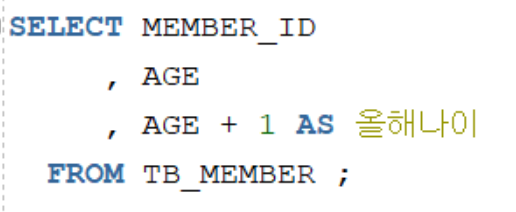 SELECT MEMBER_ID
, AGE
, AGE + 1 AS 올해나이
FROM TB_MEMBER ;